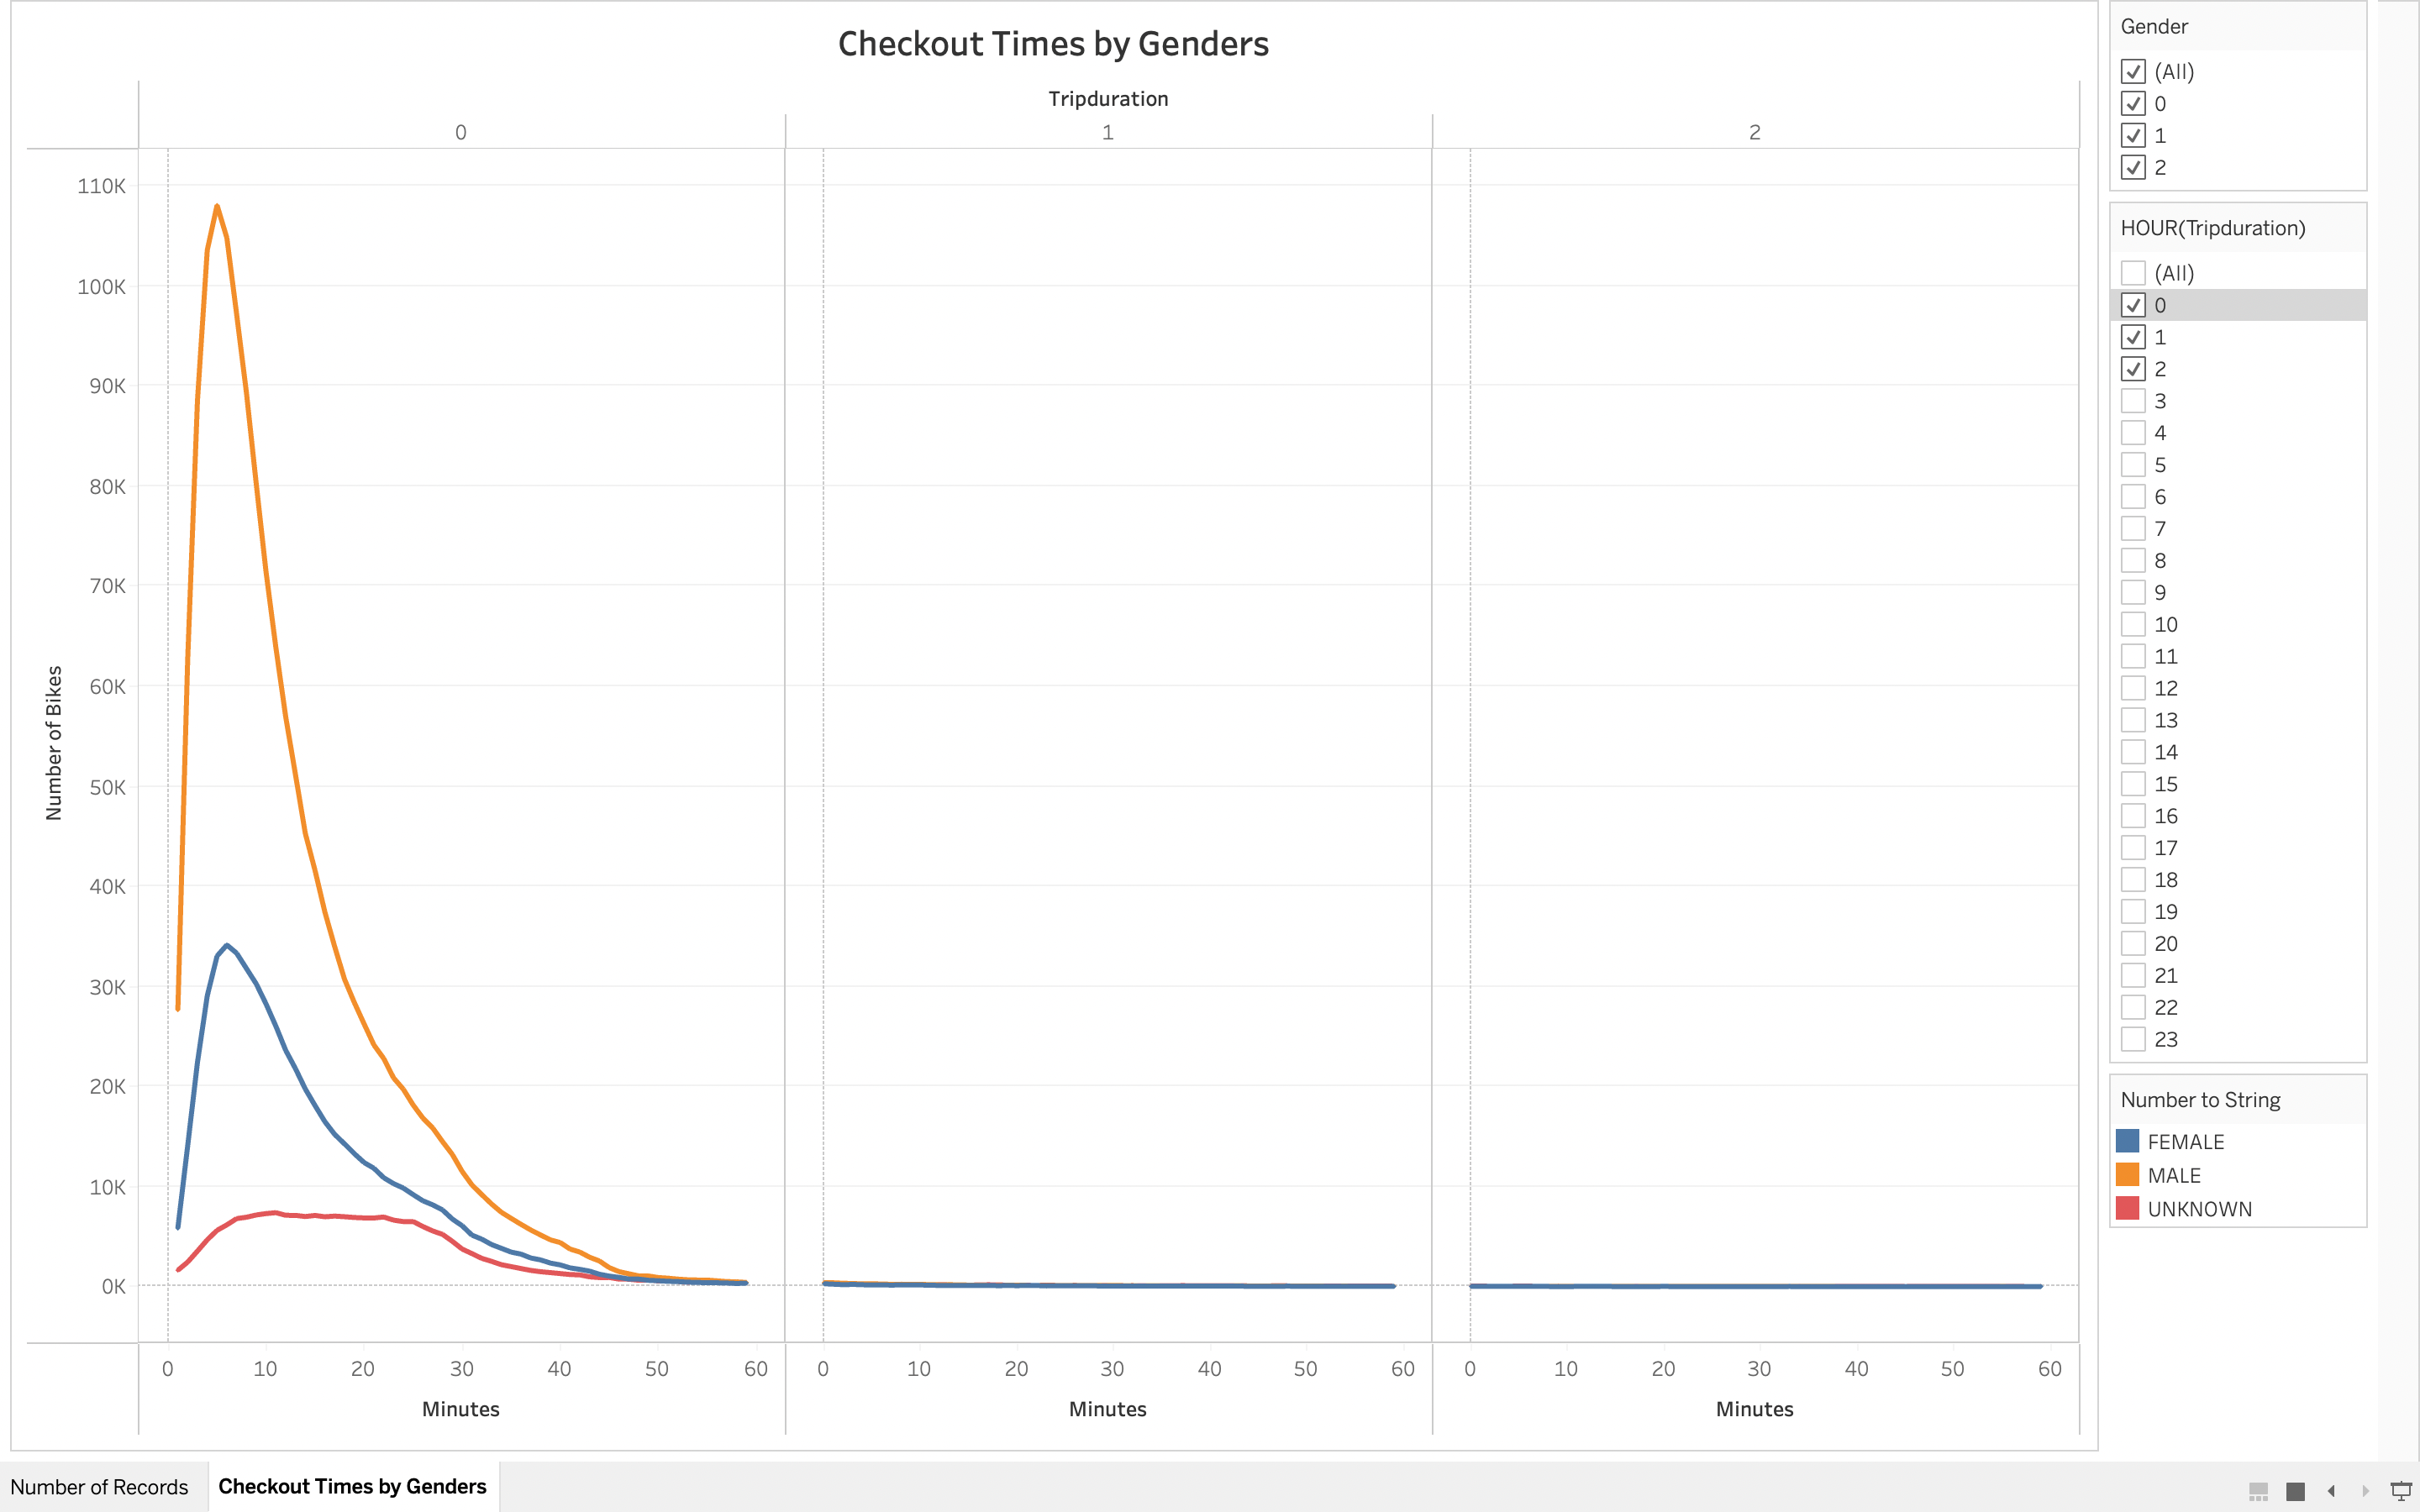 Checkout Times by Genders
Tripduration
0 1 2
110K
100K
90K
80K
70K
60K
50K
40K
30K
20K
10K
0K
Number of Bikes
0 10 20 30 40 50 60 0 10 20 30 40 50 60 0 10 20 30 40 50 60
Minutes Minutes Minutes
Gender
(All)
0
1
2
HOUR(Tripduration)
(All)
0
1
2
3
4
5
6
7
8
9
10
11
12
13
14
15
16
17
18
19
20
21
22
23
Number to String
FEMALE
MALE
UNKNOWN
Number of Records Checkout Times by Genders